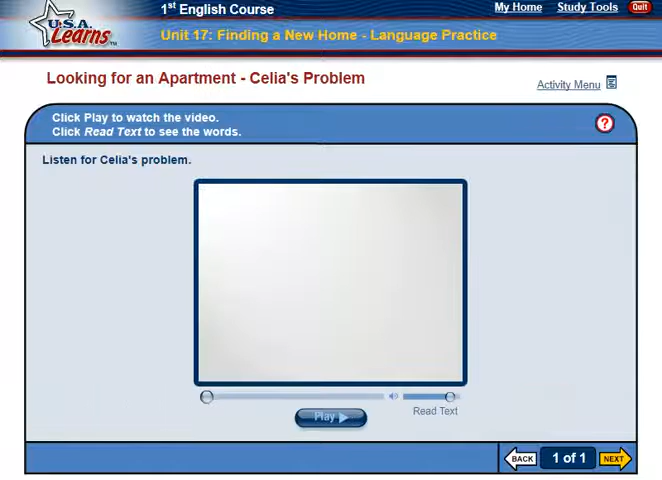 U.S.A. Learns™
1st English Course
My Home
Study Tools
Quit
Unit 17: Finding a New Home - Language Practice
Looking for an Apartment - Celia's Problem
Activity Menu
Click Play to watch the video.
Click Read Text to see the words.
?
Listen for Celia's problem.
Play
Read Text
BACK
1 of 1
NEXT